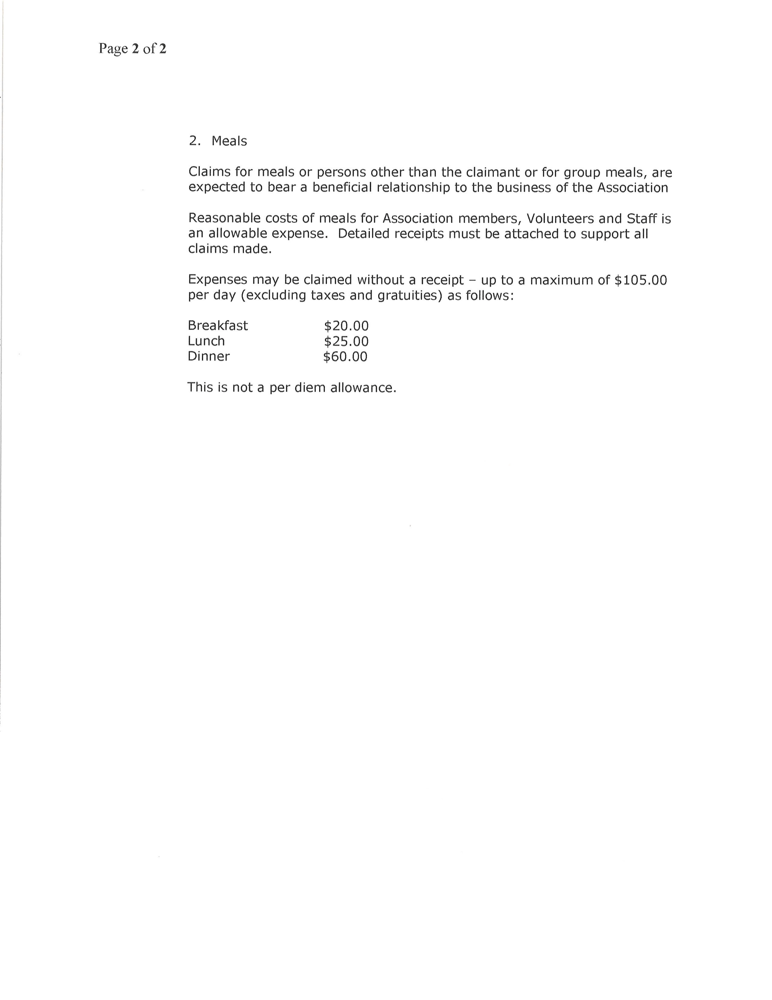 Page 2 of 2
2. Meals
Claims for meals or persons other than the claimant or for group meals, are
expected to bear a beneficial relationship to the business of the Association
Reasonable costs of meals for Association members, Volunteers and Staff is
an allowable expense. Detailed receipts must be attached to support all
claims made.
Expenses may be claimed without a receipt – up to a maximum of $105.00
per day (excluding taxes and gratuities) as follows:
Breakfast $20.00
Lunch $25.00
Dinner $60.00
This is not a per diem allowance.